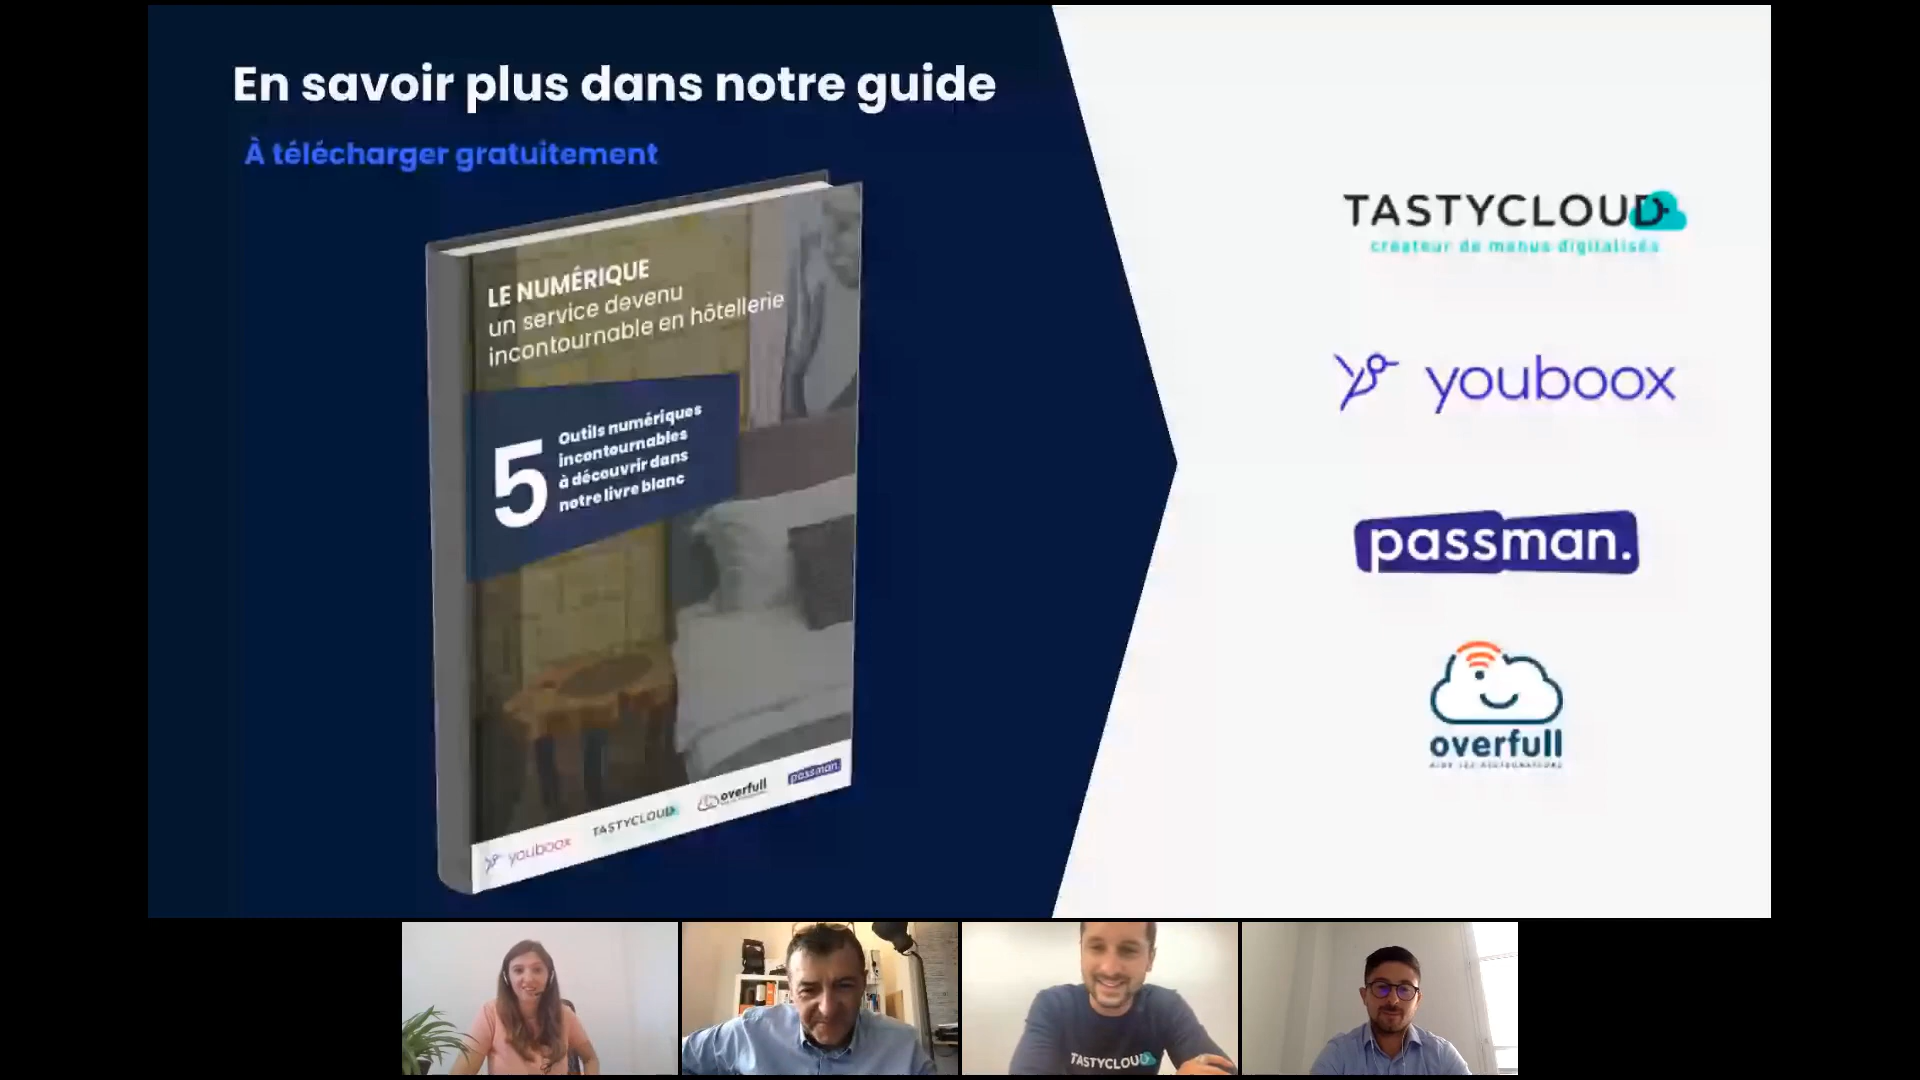 En savoir plus dans notre guide
À télécharger gratuitement
LE NUMÉRIQUE
un service devenu
incontournable en hôtellerie
5
Outils numériques
incontournables
à découvrir dans
notre livre blanc
youboox
TASTYCLOUD
overfull
passman.
TASTYCLOUD
créateur de menus digitalisés
youboox
passman.
overfull
TASTYCLOUD